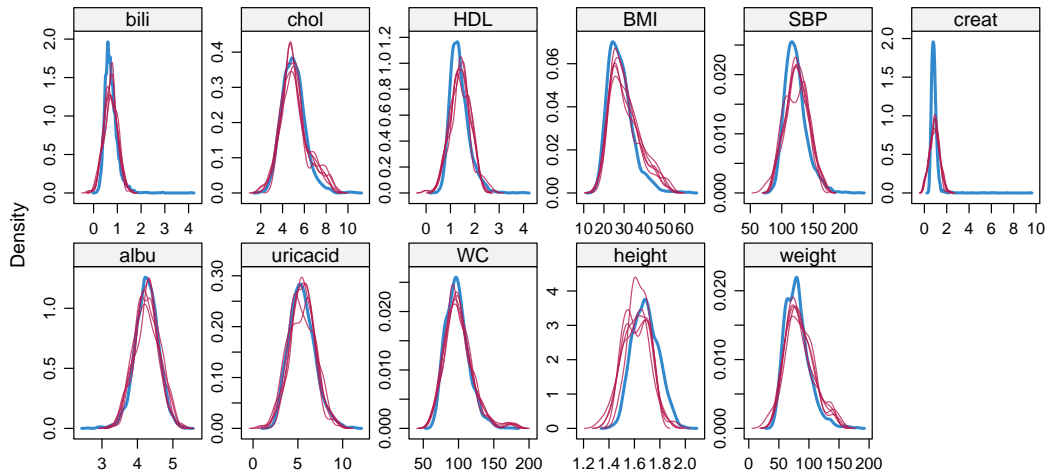 bili chol HDL BMI SBP creat
2.0 1.5 1.0 0.5 0.0
0.4 0.3 0.2 0.1 0.0
1.2 1.0 0.8 0.6 0.4 0.2 0.0
0.06 0.04 0.02 0.00
0.020 0.010 0.000
2.0 1.5 1.0 0.5 0.0
0 1 2 3 4
2 4 6 8 10
0 1 2 3 4
10 20 30 40 50 60
50 100 150 200
0 2 4 6 8 10
Density
albu uricacid WC height weight
1.0 0.5 0.0
0.30 0.20 0.10 0.00
0.020 0.010 0.000
4 3 2 1 0
0.020 0.010 0.000
3 4 5
0 5 10
50 100 150 200
1.2 1.4 1.6 1.8 2.0
0 50 100 150 200